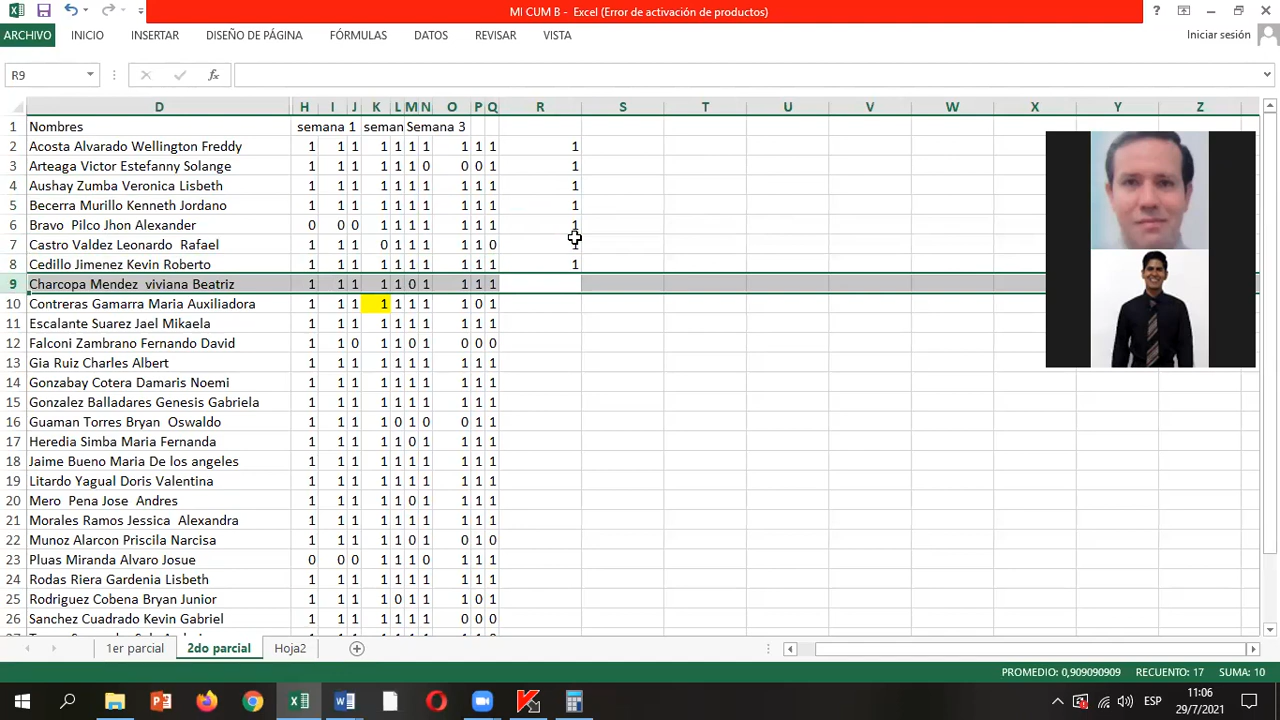 MI CUM B - Excel (Error de activación de productos)
ARCHIVO INICIO INSERTAR DISEÑO DE PÁGINA FÓRMULAS DATOS REVISAR VISTA Iniciar sesión
R9 fx
D H I J K L M N O P Q R S T U V W X Y Z
1 Nombres semana 1 seman Semana 3
2 Acosta Alvarado Wellington Freddy 1 1 1 1 1 1 1 1 1 1 1
3 Arteaga Victor Estefanny Solange 1 1 1 1 1 1 0 0 0 1 1
4 Aushay Zumba Veronica Lisbeth 1 1 1 1 1 1 1 1 1 1 1
5 Becerra Murillo Kenneth Jordano 1 1 1 1 1 1 1 1 1 1 1
6 Bravo Pilco Jhon Alexander 0 0 0 1 1 1 1 1 1 1 1
7 Castro Valdez Leonardo Rafael 1 1 1 0 1 1 1 1 1 0
8 Cedillo Jimenez Kevin Roberto 1 1 1 1 1 1 1 1 1 1 1
9 Charcopa Mendez viviana Beatriz 1 1 1 1 1 0 1 1 1 1
10 Contreras Gamarra Maria Auxiliadora 1 1 1 1 1 1 1 1 0 1
11 Escalante Suarez Jael Mikaela 1 1 1 1 1 1 1 1 1 1
12 Falconi Zambrano Fernando David 1 1 0 1 1 0 1 0 0 0
13 Gia Ruiz Charles Albert 1 1 1 1 1 1 1 1 1 1
14 Gonzabay Cotera Damaris Noemi 1 1 1 1 1 1 1 1 1 1
15 Gonzalez Balladares Genesis Gabriela 1 1 1 1 1 1 1 1 1 1
16 Guaman Torres Bryan Oswaldo 1 1 1 1 0 1 0 0 1 1
17 Heredia Simba Maria Fernanda 1 1 1 1 1 0 1 1 1 1
18 Jaime Bueno Maria De los angeles 1 1 1 1 1 1 1 1 1 1
19 Litardo Yagual Doris Valentina 1 1 1 1 1 1 1 1 1 1
20 Mero Pena Jose Andres 1 1 1 1 1 0 1 1 1 1
21 Morales Ramos Jessica Alexandra 1 1 1 1 1 1 1 1 1 1
22 Munoz Alarcon Priscila Narcisa 1 1 1 1 1 0 1 0 1 0
23 Pluas Miranda Alvaro Josue 0 0 0 1 1 1 0 1 1 1
24 Rodas Riera Gardenia Lisbeth 1 1 1 1 1 1 1 1 1 1
25 Rodriguez Cobena Bryan Junior 1 1 1 1 0 1 1 1 0 1
26 Sanchez Cuadrado Kevin Gabriel 1 1 1 1 1 1 1 0 0 0
1er parcial 2do parcial Hoja2
PROMEDIO: 0,909090909 RECUENTO: 17 SUMA: 10
ESP 11:06
29/7/2021